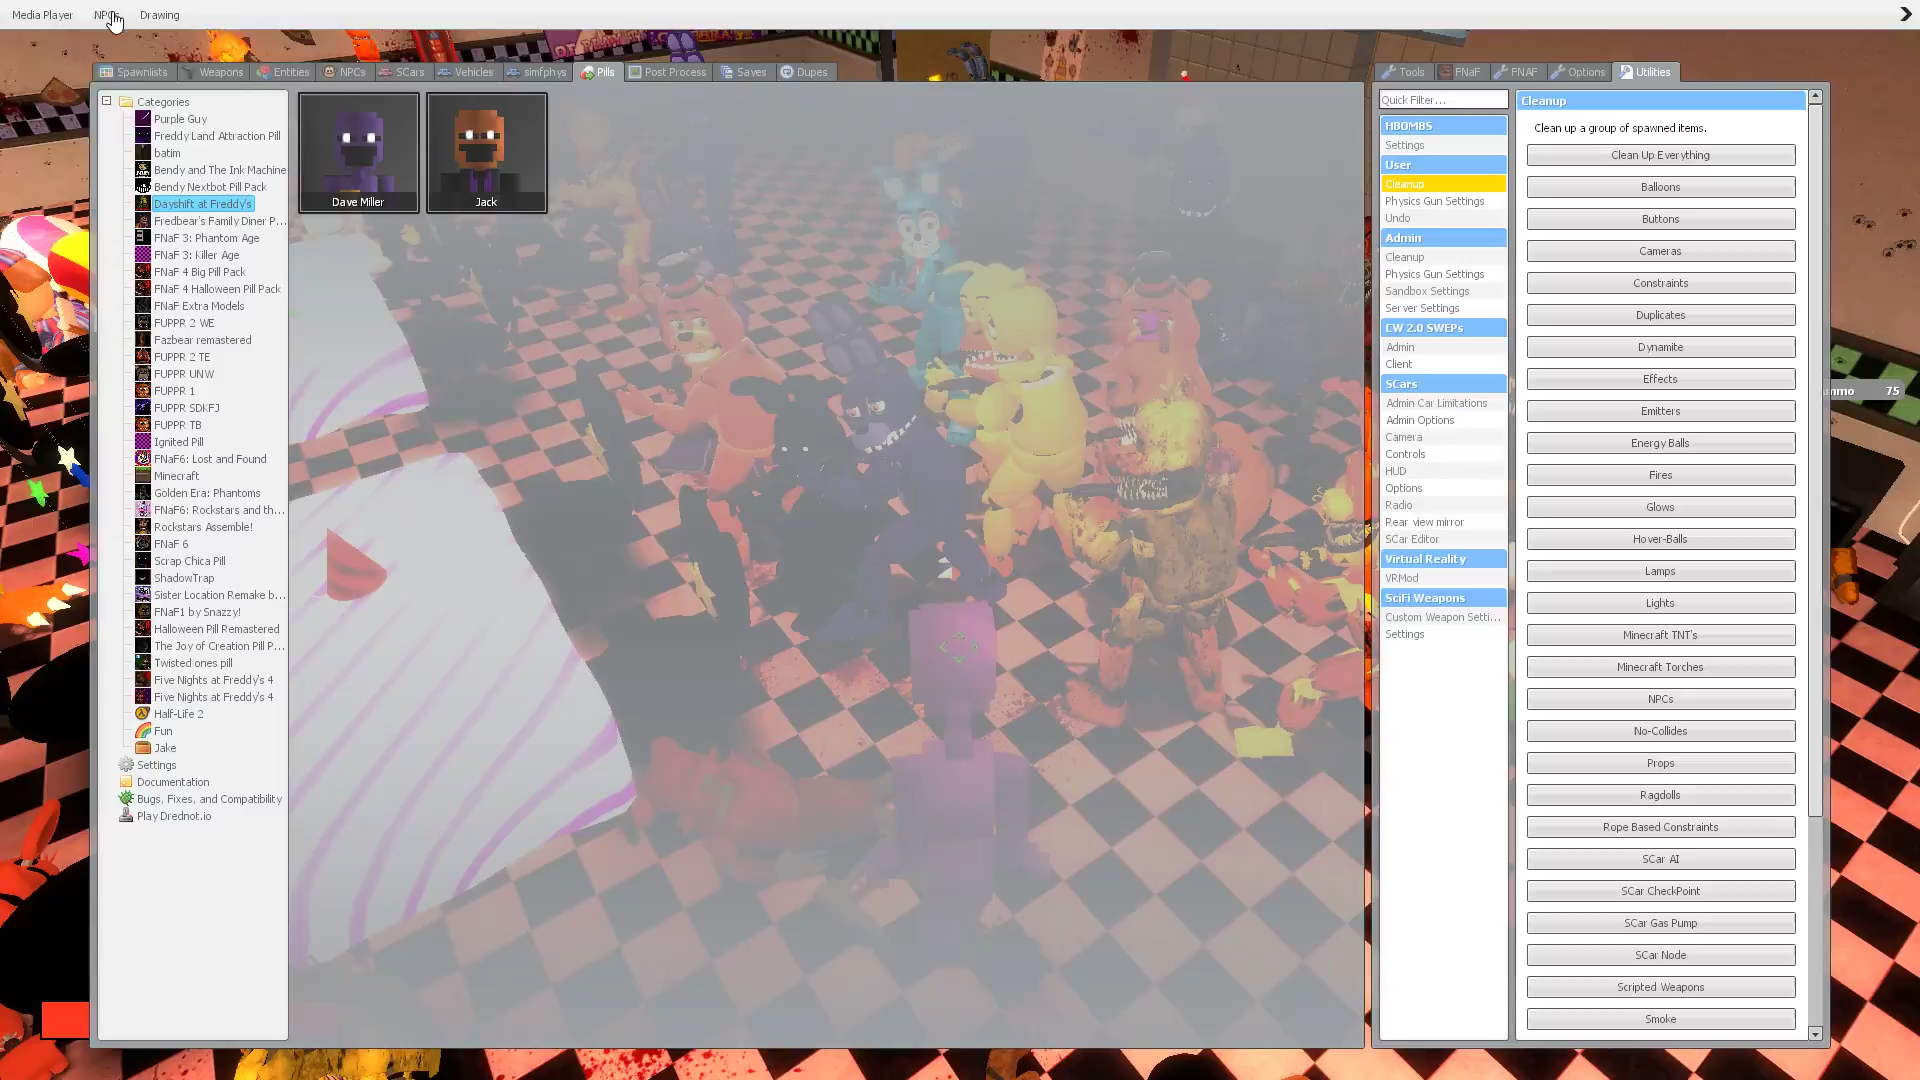 Media Player NPCs Drawing
Spawnlists Weapons Entities NPCs SCars Vehicles simfphys Pills Post Process Saves Dupes
Categories
Purple Guy
Freddy Land Attraction Pill
batim
Bendy and The Ink Machine
Bendy Nextbot Pill Pack
Dayshift at Freddy's
Fredbear's Family Diner P...
FNaF 3: Phantom Age
FNaF 3: Killer Age
FNaF 4 Big Pill Pack
FNaF 4 Halloween Pill Pack
FNaF Extra Models
FUPPR 2 WE
Fazbear remastered
FUPPR 2 TE
FUPPR UNW
FUPPR 1
FUPPR SDKFJ
FUPPR TB
Ignited Pill
FNaF6: Lost and Found
Minecraft
Golden Era: Phantoms
FNaF6: Rockstars and th...
Rockstars Assemble!
FNaF 6
Scrap Chica Pill
ShadowTrap
Sister Location Remake b...
FNaF1 by Snazzy!
Halloween Pill Remastered
The Joy of Creation Pill P...
Twisted ones pill
Five Nights at Freddy's 4
Five Nights at Freddy's 4
Half-Life 2
Fun
Jake
Settings
Documentation
Bugs, Fixes, and Compatibility
Play Drednot.io
Dave Miller
Jack
Tools FNaF FNAF Options Utilities
Quick Filter...
HBOMBS
Settings
User
Cleanup
Physics Gun Settings
Undo
Admin
Cleanup
Physics Gun Settings
Sandbox Settings
Server Settings
CW 2.0 SWEPs
Admin
Client
SCars
Admin Car Limitations
Admin Options
Camera
Controls
HUD
Options
Radio
Rear view mirror
SCar Editor
Virtual Reality
VRMod
SciFi Weapons
Custom Weapon Setti...
Settings
Cleanup
Clean up a group of spawned items.
Clean Up Everything
Balloons
Buttons
Cameras
Constraints
Duplicates
Dynamite
Effects
Emitters
Energy Balls
Fires
Glows
Hover-Balls
Lamps
Lights
Minecraft TNT's
Minecraft Torches
NPCs
No-Collides
Props
Ragdolls
Rope Based Constraints
SCar AI
SCar CheckPoint
SCar Gas Pump
SCar Node
Scripted Weapons
Smoke
mmo 75